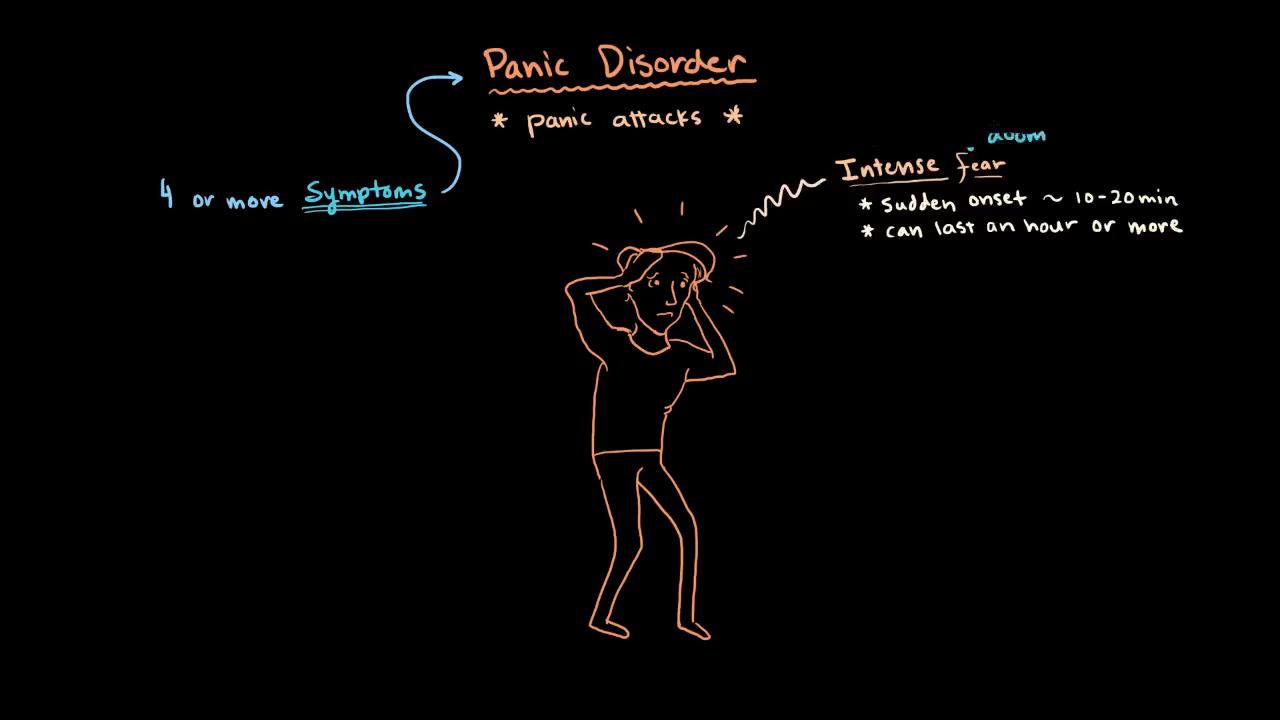 Panic Disorder
* panic attacks *
4 or more Symptoms
doom
Intense fear
* sudden onset ~ 10-20min
* can last an hour or more